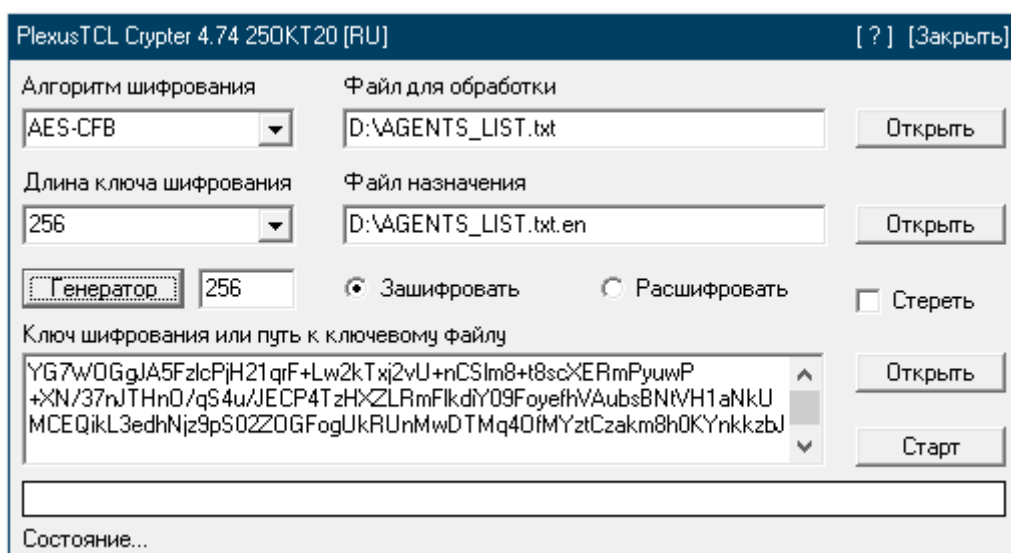 PlexusTCL Crypter 4.74 25OKT20 [RU] [ ? ] [Закрыть]
Алгоритм шифрования Файл для обработки
AES-CFB D:\AGENTS_LIST.txt Открыть
Длина ключа шифрования Файл назначения
256 D:\AGENTS_LIST.txt.en Открыть
Генератор 256 Зашифровать Расшифровать Стереть
Ключ шифрования или путь к ключевому файлу
YG7WOGgJA5FzlcPjH21qrF+Lw2kTxj2vU+nCSlm8+t8scXERmPyuwP
+XN/37nJTHnO/qS4u/JECP4TzHXZLRmFlkdiY09FoyefhVAubsBNtVH1aNkU
MCEQikL3edhNjz9pS02ZOGFogUkRUnMwDTMq4OfMYztCzakm8h0KYnkkzbJ
Открыть
Старт
Состояние...